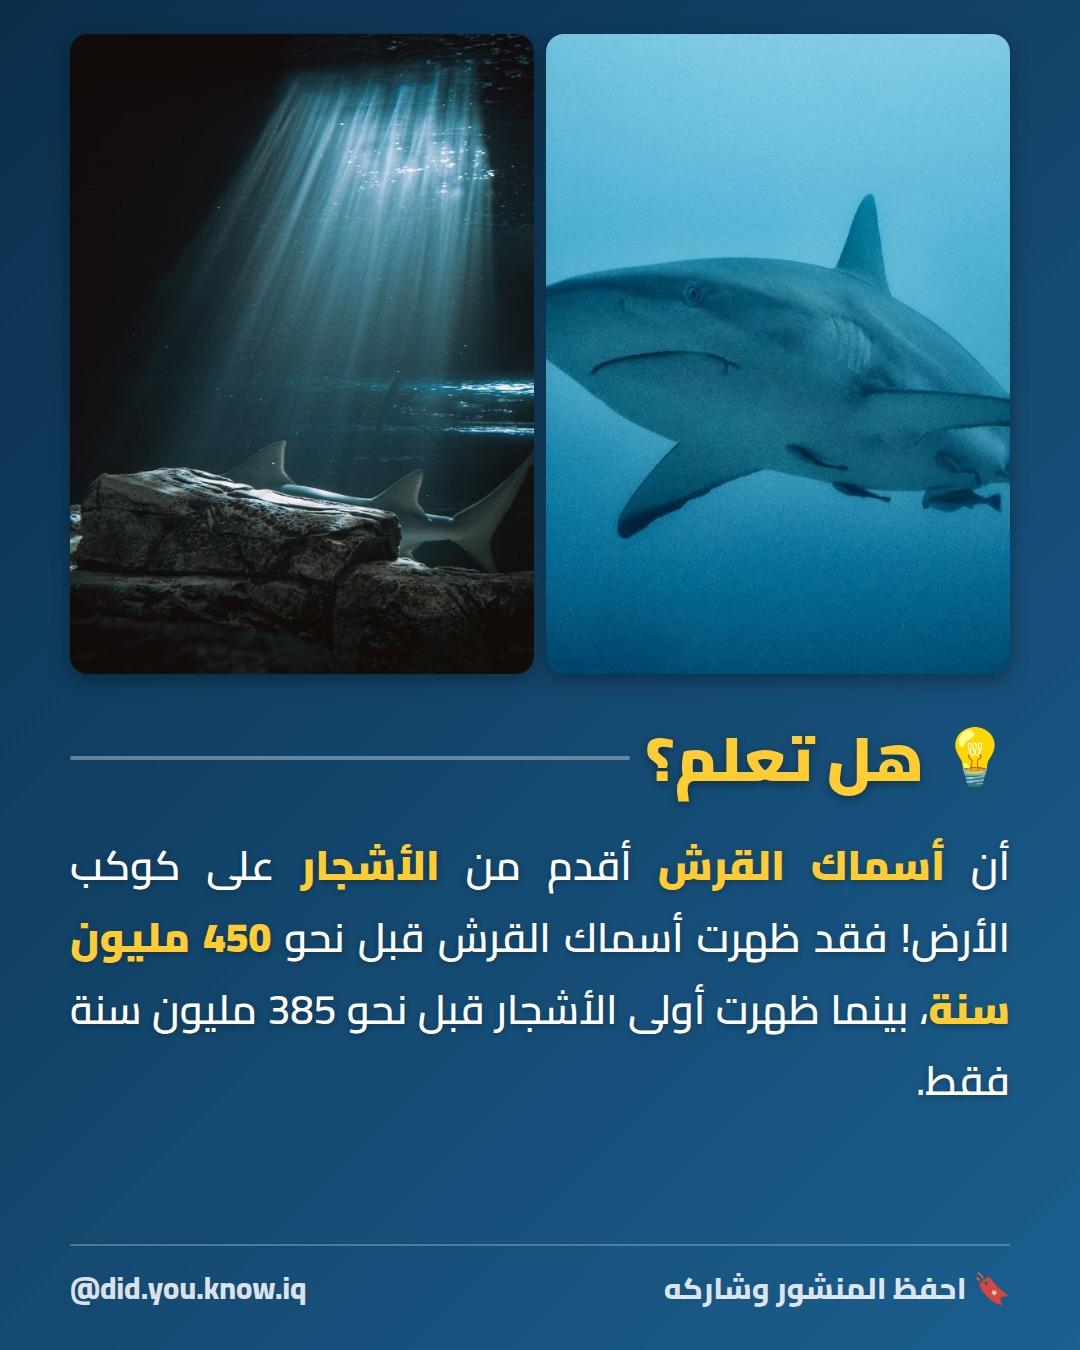 💡 هل تعلم؟
أن أسماك القرش أقدم من الأشجار على كوكب
الأرض! فقد ظهرت أسماك القرش قبل نحو 450 مليون
سنة، بينما ظهرت أولى الأشجار قبل نحو 385 مليون سنة
فقط.
🔖 احفظ المنشور وشاركه
@did.you.know.iq